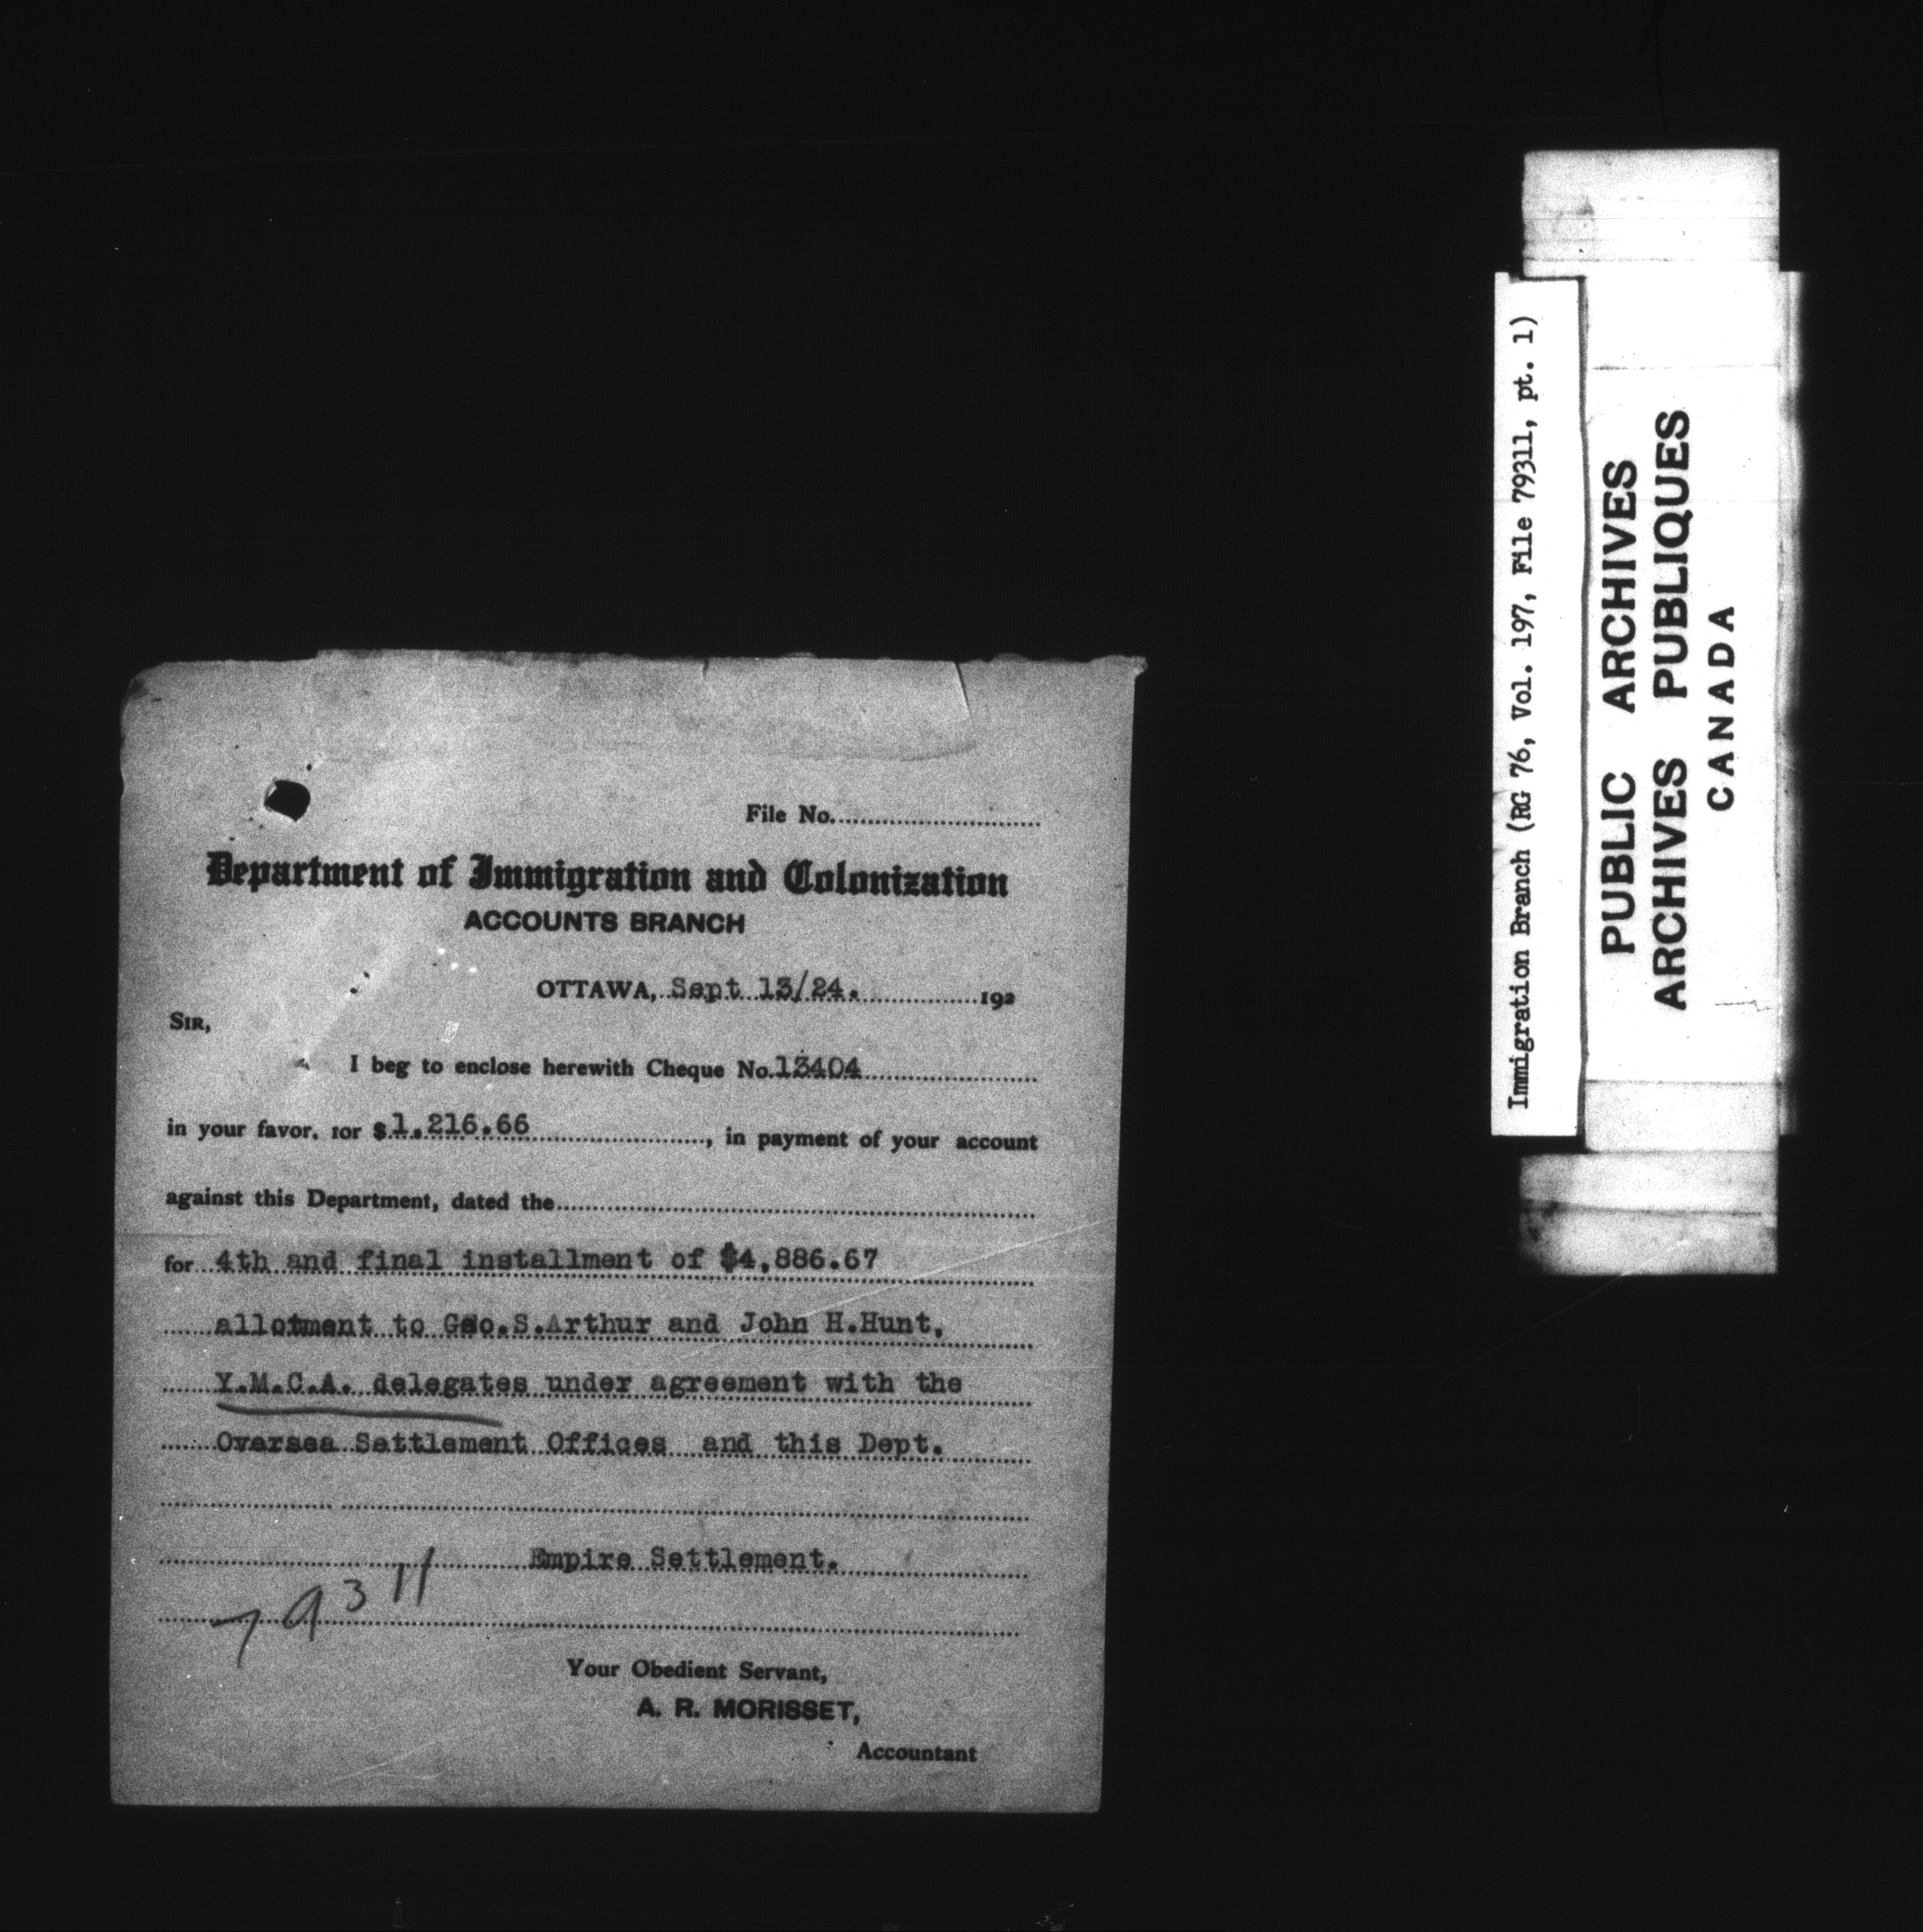 File No.
Department of Immigration and Colonization
ACCOUNTS BRANCH
OTTAWA, Sept 13/24. 192
SIR,
I beg to enclose herewith Cheque No. 13404
in your favor, for $1,216.66, in payment of your account
against this Department, dated the
for 4th and final installment of $4,886.67
allotment to Geo.S.Arthur and John H.Hunt,
Y.M.C.A. delegates under agreement with the
Oversea Settlement Offices and this Dept.
Empire Settlement.
79311
Your Obedient Servant,
A. R. MORISSET,
Accountant
Immigration Branch (RG 76, Vol. 197, File 79311, pt. 1)
PUBLIC ARCHIVES
ARCHIVES PUBLIQUES
CANADA